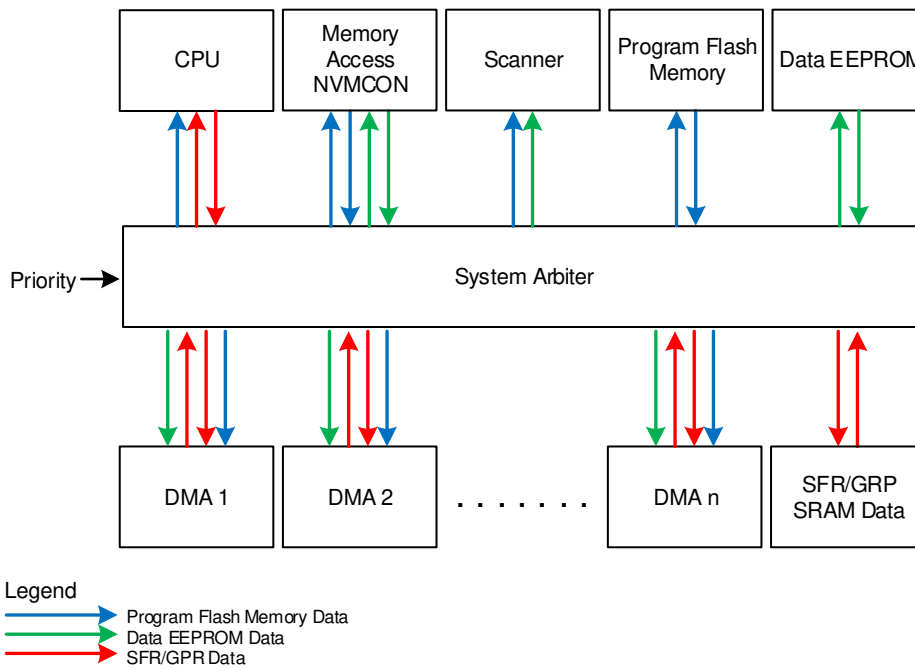 CPU
Memory
Access
NVMCON
Scanner
Program Flash
Memory
Data EEPROM
Priority
System Arbiter
DMA 1
DMA 2
. . . . . . .
DMA n
SFR/GRP
SRAM Data
Legend
Program Flash Memory Data
Data EEPROM Data
SFR/GPR Data